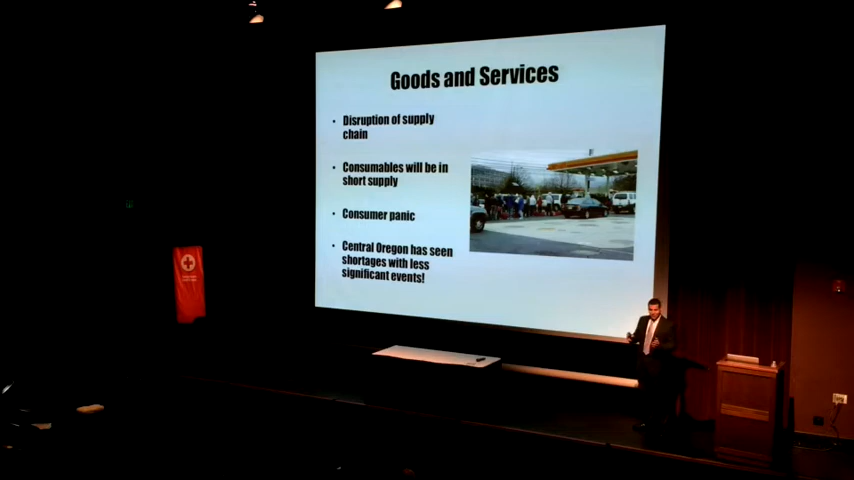 Goods and Services
• Disruption of supply
chain
• Consumables will be in
short supply
• Consumer panic
• Central Oregon has seen
shortages with less
significant events!